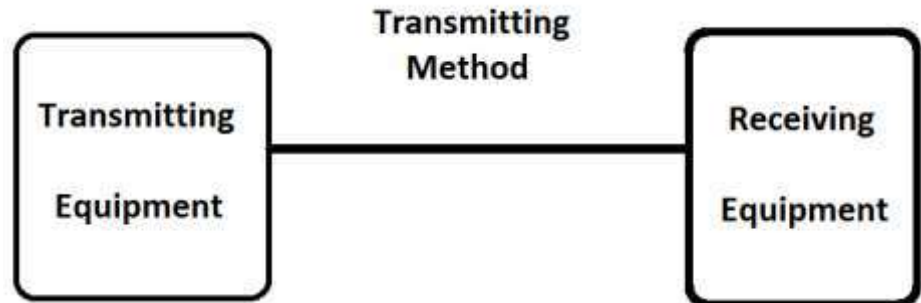 Transmitting
Method
Transmitting
Equipment
Receiving
Equipment